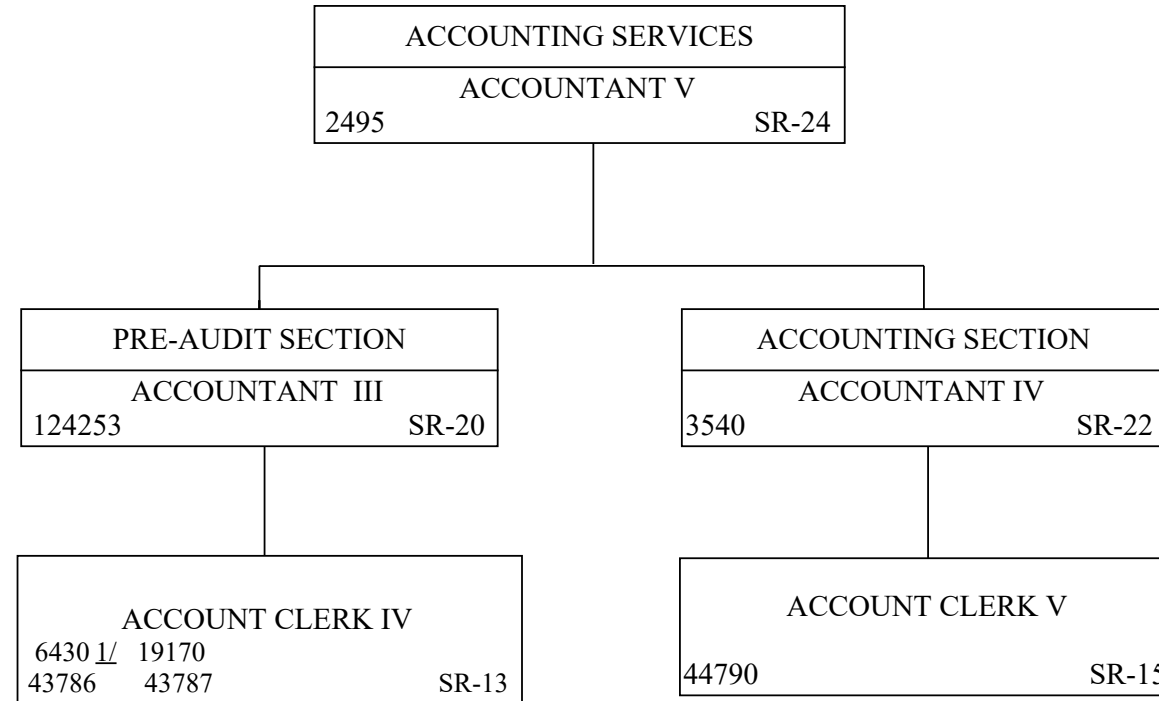 ACCOUNTING SERVICES
ACCOUNTANT V
2495 SR-24
PRE-AUDIT SECTION
ACCOUNTANT III
124253 SR-20
ACCOUNTING SECTION
ACCOUNTANT IV
3540 SR-22
ACCOUNT CLERK IV
6430 1/ 19170
43786 43787 SR-13
ACCOUNT CLERK V
44790 SR-15